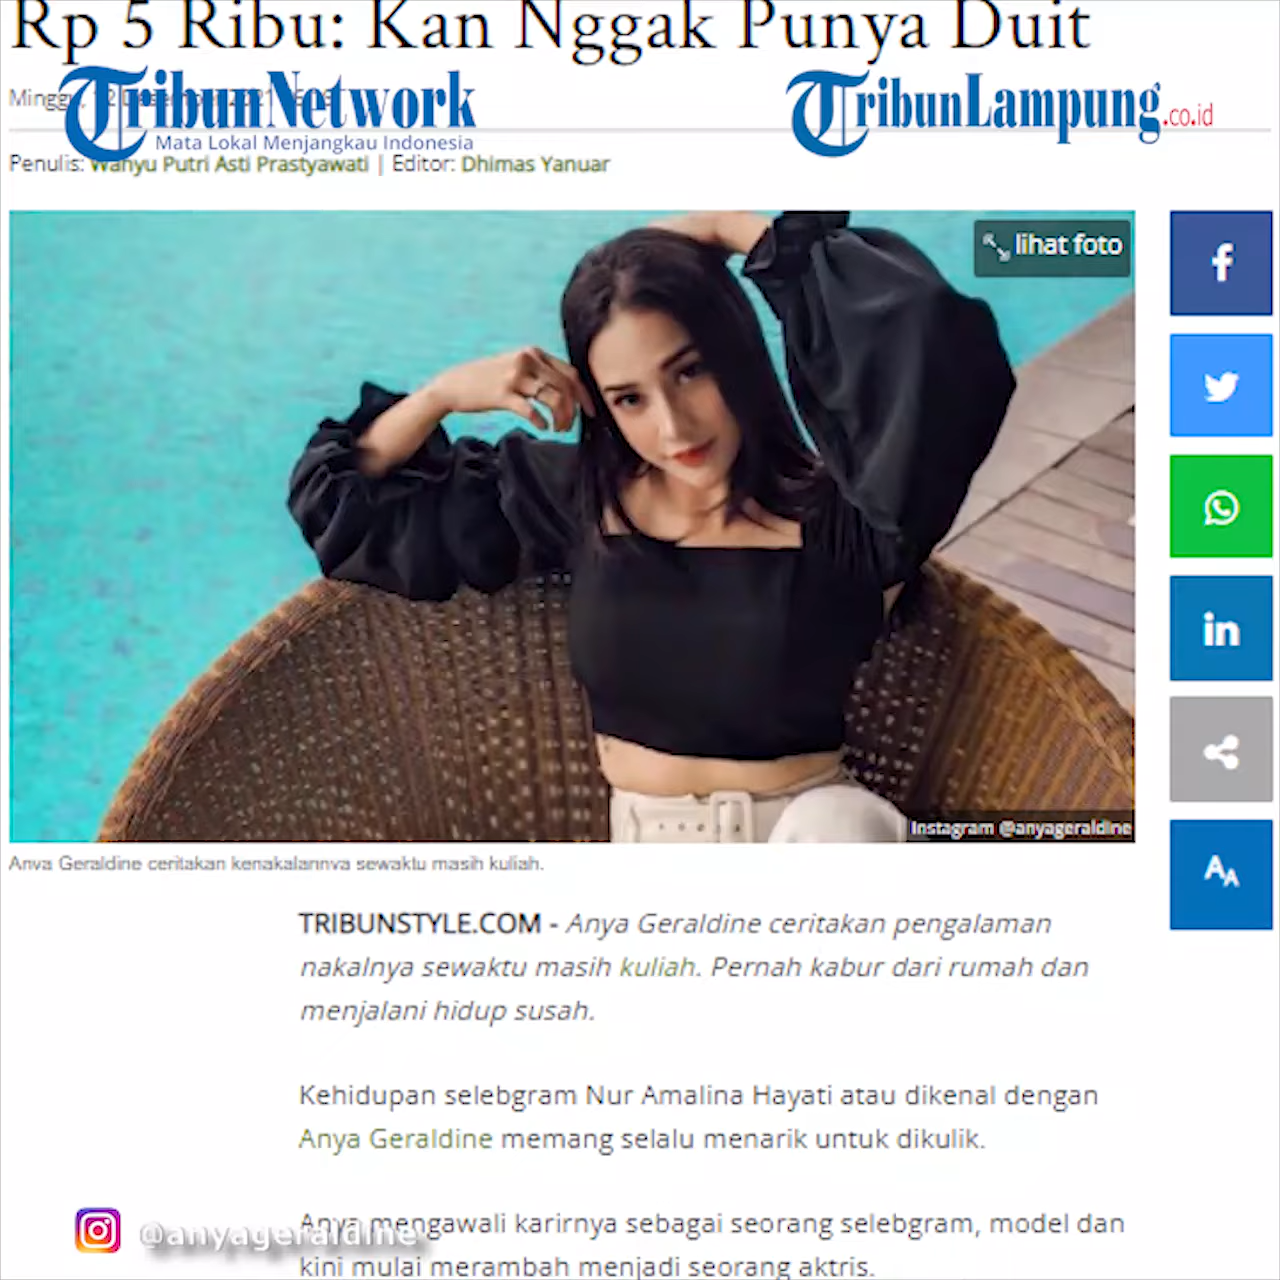 Rp 5 Ribu: Kan Nggak Punya Duit
TribunNetwork
Mata Lokal Menjangkau Indonesia
TribunLampung.co.id
Minggu,
Penulis: Wahyu Putri Asti Prastyawati | Editor: Dhimas Yanuar
lihat foto
Instagram @anyageraldine
Anya Geraldine ceritakan kenakalannya sewaktu masih kuliah.
TRIBUNSTYLE.COM - Anya Geraldine ceritakan pengalaman
nakalnya sewaktu masih kuliah. Pernah kabur dari rumah dan
menjalani hidup susah.
Kehidupan selebgram Nur Amalina Hayati atau dikenal dengan
Anya Geraldine memang selalu menarik untuk dikulik.
Anya mengawali karirnya sebagai seorang selebgram, model dan
kini mulai merambah menjadi seorang aktris.
@anyageraldine